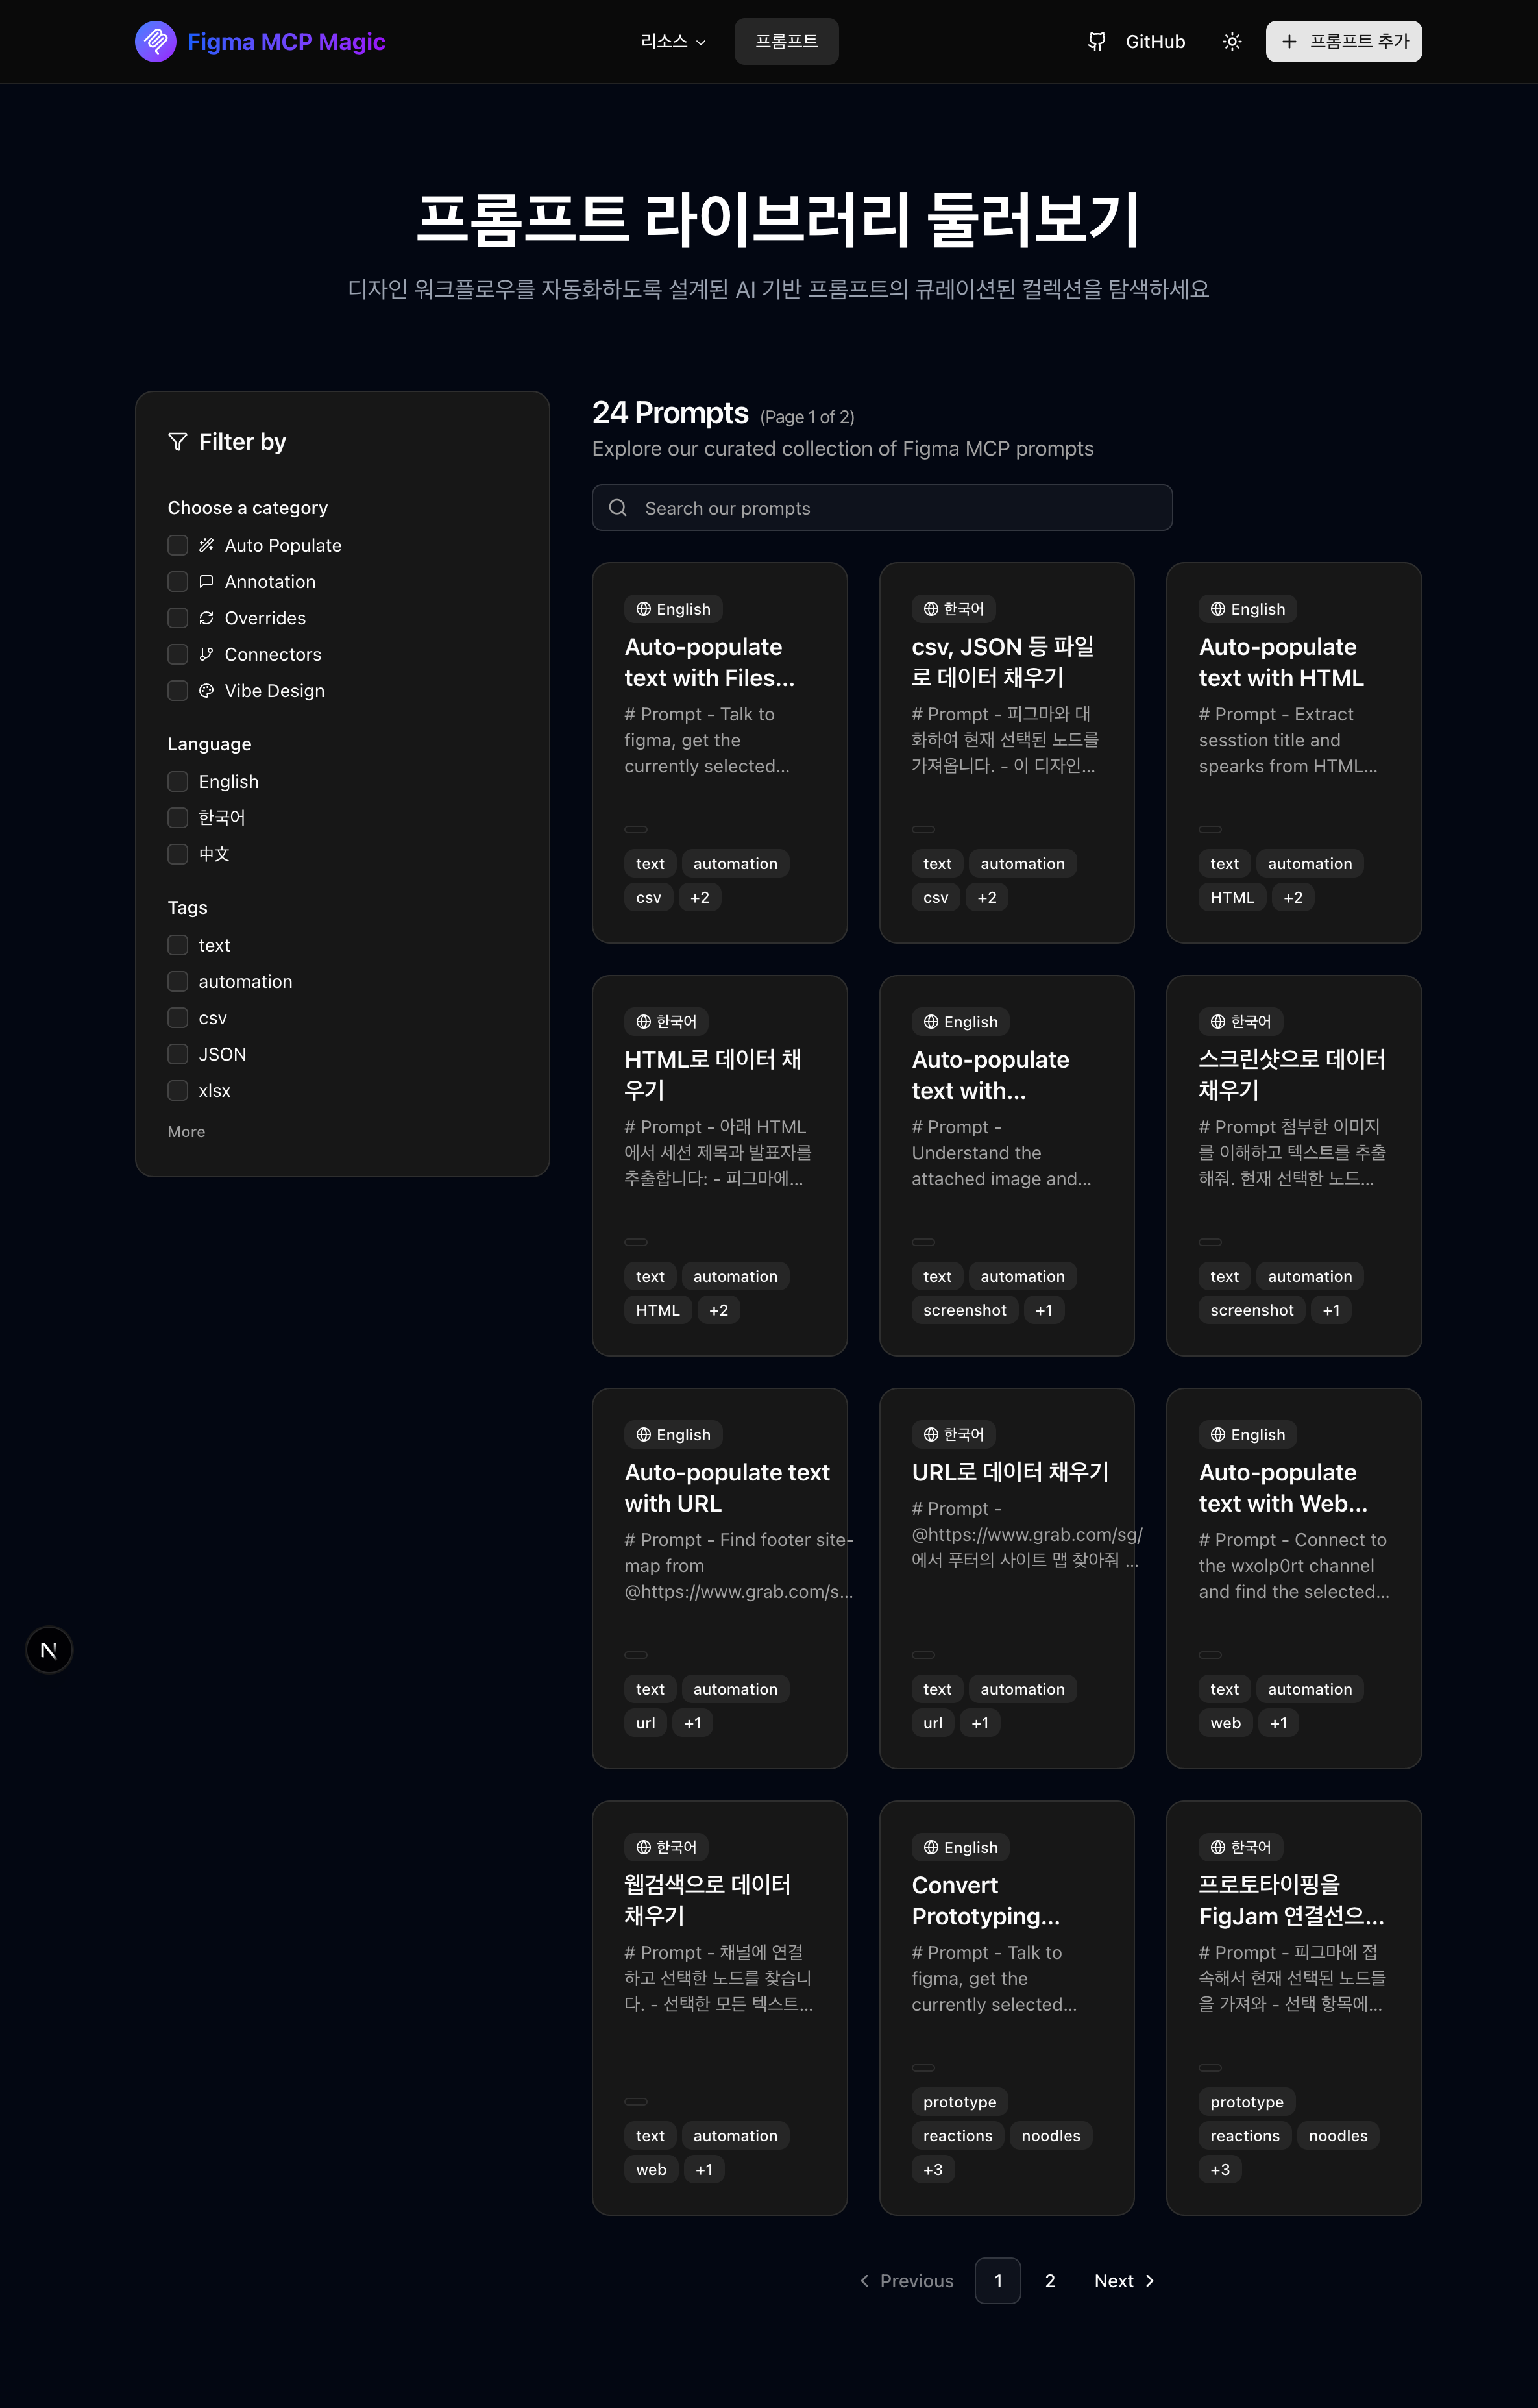 Figma MCP Magic
리소스
프롬프트
GitHub
프롬프트 추가
프롬프트 라이브러리 둘러보기
디자인 워크플로우를 자동화하도록 설계된 AI 기반 프롬프트의 큐레이션된 컬렉션을 탐색하세요
Filter by
Choose a category
Auto Populate
Annotation
Overrides
Connectors
Vibe Design
Language
English
한국어
中文
Tags
text
automation
csv
JSON
xlsx
More
24 Prompts (Page 1 of 2)
Explore our curated collection of Figma MCP prompts
Search our prompts
English
Auto-populate
text with Files...
# Prompt - Talk to
figma, get the
currently selected...
text automation
csv +2
한국어
csv, JSON 등 파일
로 데이터 채우기
# Prompt - 피그마와 대
화하여 현재 선택된 노드를
가져옵니다. - 이 디자인...
text automation
csv +2
English
Auto-populate
text with HTML
# Prompt - Extract
sesstion title and
spearks from HTML...
text automation
HTML +2
한국어
HTML로 데이터 채
우기
# Prompt - 아래 HTML
에서 세션 제목과 발표자를
추출합니다: - 피그마에...
text automation
HTML +2
English
Auto-populate
text with...
# Prompt -
Understand the
attached image and...
text automation
screenshot +1
한국어
스크린샷으로 데이터
채우기
# Prompt 첨부한 이미지
를 이해하고 텍스트를 추출
해줘. 현재 선택한 노드...
text automation
screenshot +1
English
Auto-populate text
with URL
# Prompt - Find footer site-
map from
@https://www.grab.com/s...
text automation
url +1
한국어
URL로 데이터 채우기
# Prompt -
@https://www.grab.com/sg/
에서 푸터의 사이트 맵 찾아줘 ...
text automation
url +1
English
Auto-populate
text with Web...
# Prompt - Connect to
the wxolp0rt channel
and find the selected...
text automation
web +1
한국어
웹검색으로 데이터
채우기
# Prompt - 채널에 연결
하고 선택한 노드를 찾습니
다. - 선택한 모든 텍스트...
text automation
web +1
English
Convert
Prototyping...
# Prompt - Talk to
figma, get the
currently selected...
prototype
reactions noodles
+3
한국어
프로토타이핑을
FigJam 연결선으...
# Prompt - 피그마에 접
속해서 현재 선택된 노드들
을 가져와 - 선택 항목에...
prototype
reactions noodles
+3
Previous 1 2 Next